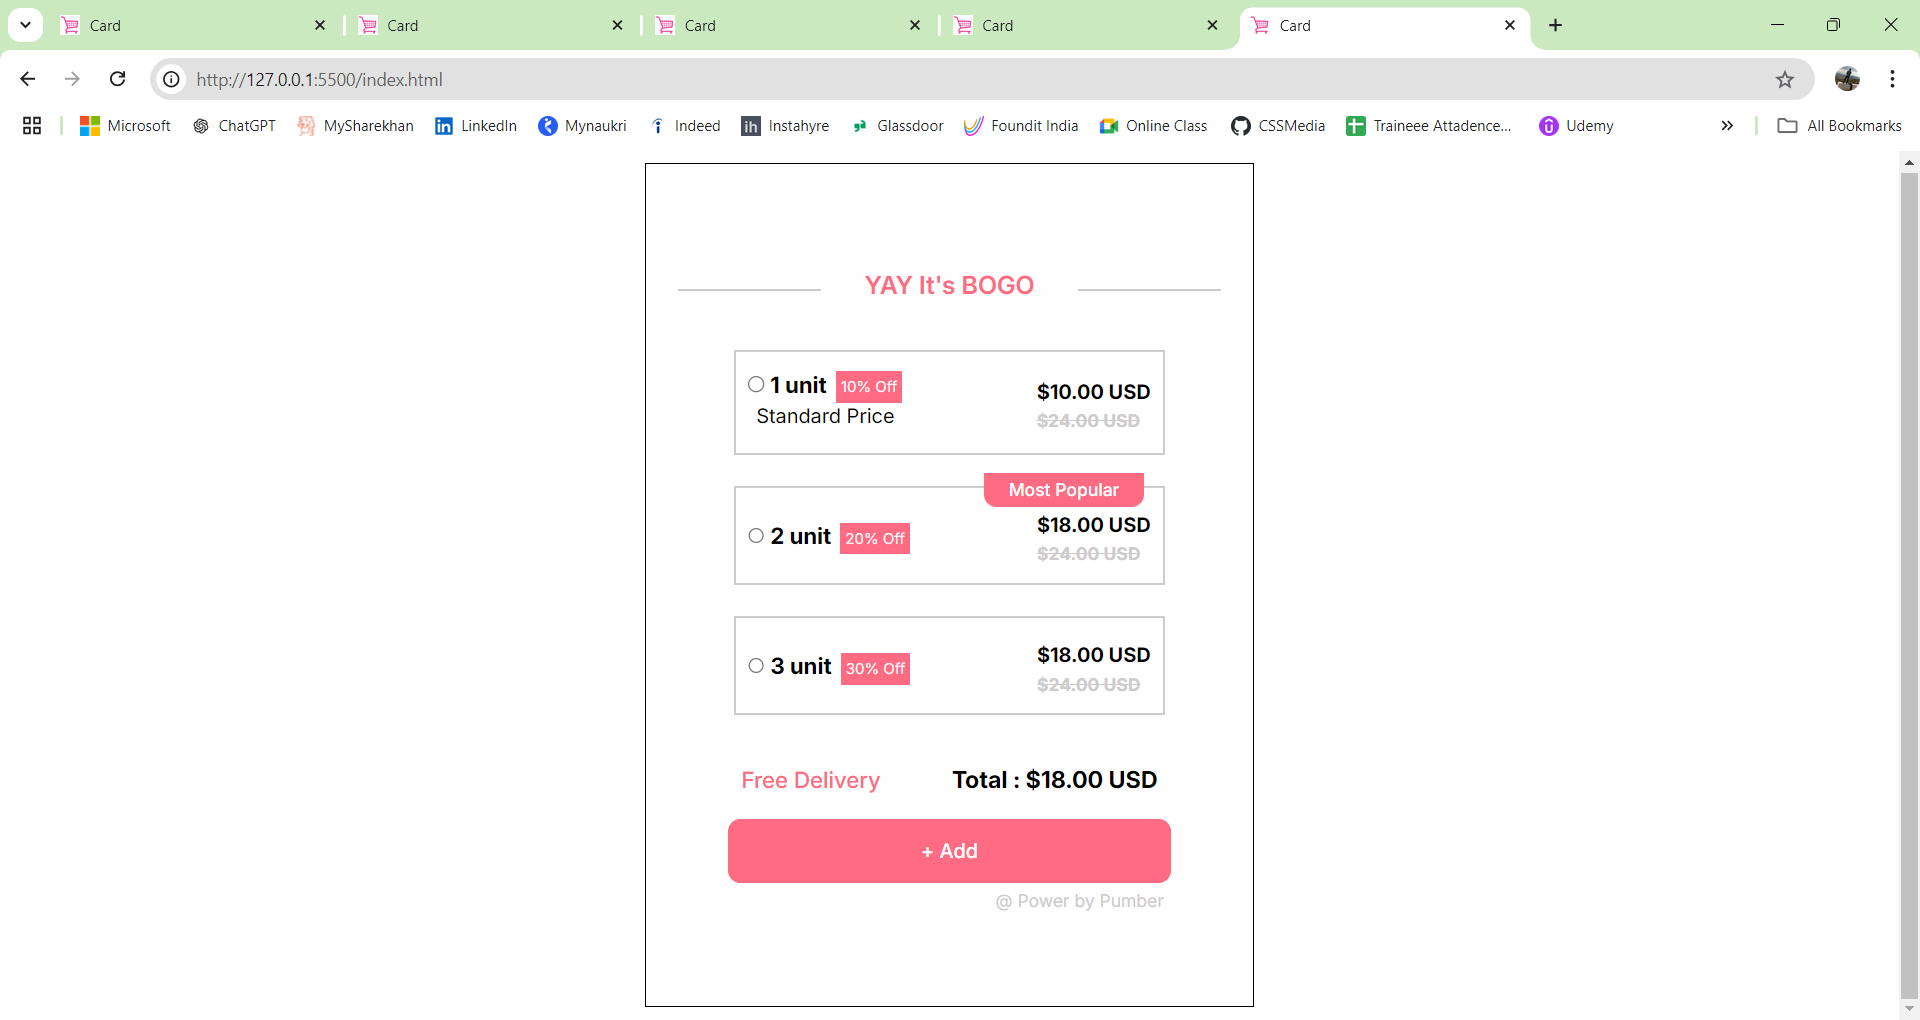 Card Card Card Card Card
http://127.0.0.1:5500/index.html
Microsoft ChatGPT MySharekhan LinkedIn Mynaukri Indeed Instahyre Glassdoor Foundit India Online Class CSSMedia Traineee Attadence... Udemy All Bookmarks
YAY It's BOGO
1 unit 10% Off
Standard Price
$10.00 USD
$24.00 USD
Most Popular
2 unit 20% Off
$18.00 USD
$24.00 USD
3 unit 30% Off
$18.00 USD
$24.00 USD
Free Delivery Total : $18.00 USD
+ Add
@ Power by Pumber